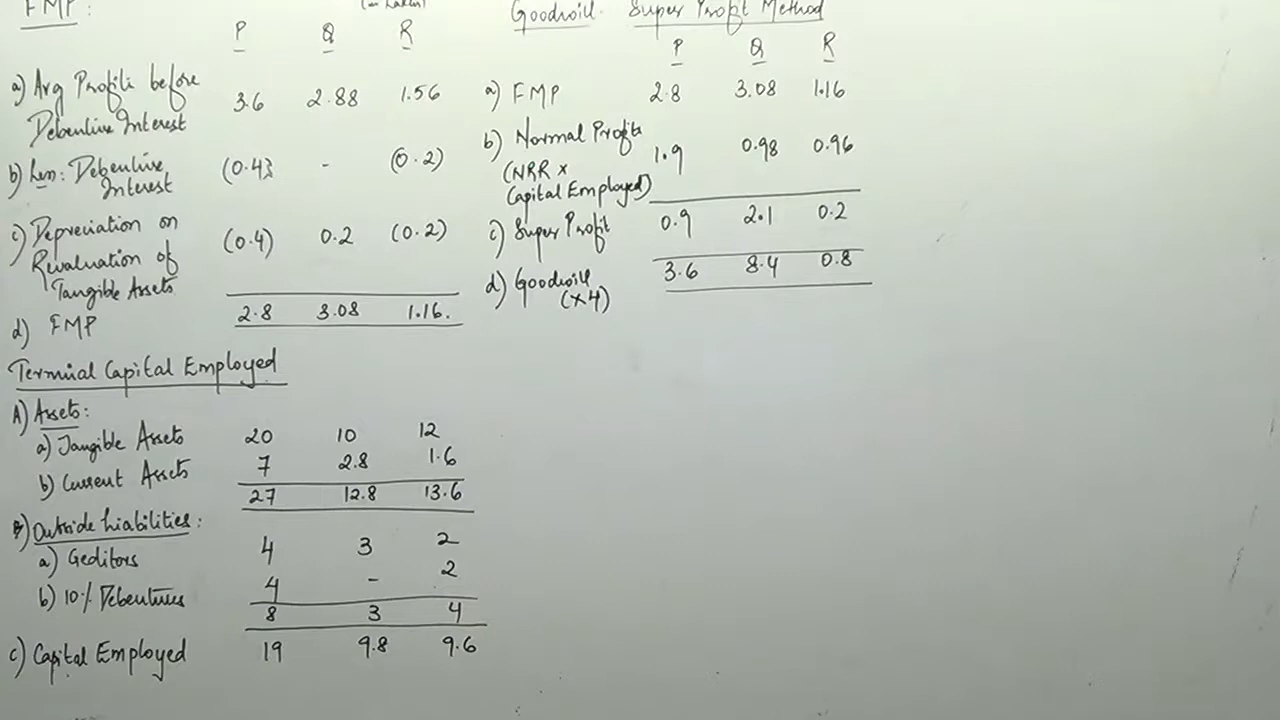 FMP:
(in Lakhs)
P Q R
a) Avg Profits before 3.6 2.88 1.56
Debenture Interest
b) Less: Debenture (0.4) - (0.2)
Interest
c) Depreciation on (0.4) 0.2 (0.2)
Revaluation of
Tangible Assets
d) FMP 2.8 3.08 1.16.
Terminal Capital Employed
A) Assets:
a) Tangible Assets 20 10 12
b) Current Assets 7 2.8 1.6
27 12.8 13.6
B) Outside Liabilities:
a) Creditors 4 3 2
b) 10% Debentures 4 - 2
8 3 4
c) Capital Employed 19 9.8 9.6
Goodwill: Super Profit Method
P Q R
a) FMP 2.8 3.08 1.16
b) Normal Profits 1.9 0.98 0.96
(NRR x
Capital Employed)
c) Super Profit 0.9 2.1 0.2
d) Goodwill 3.6 8.4 0.8
(x4)